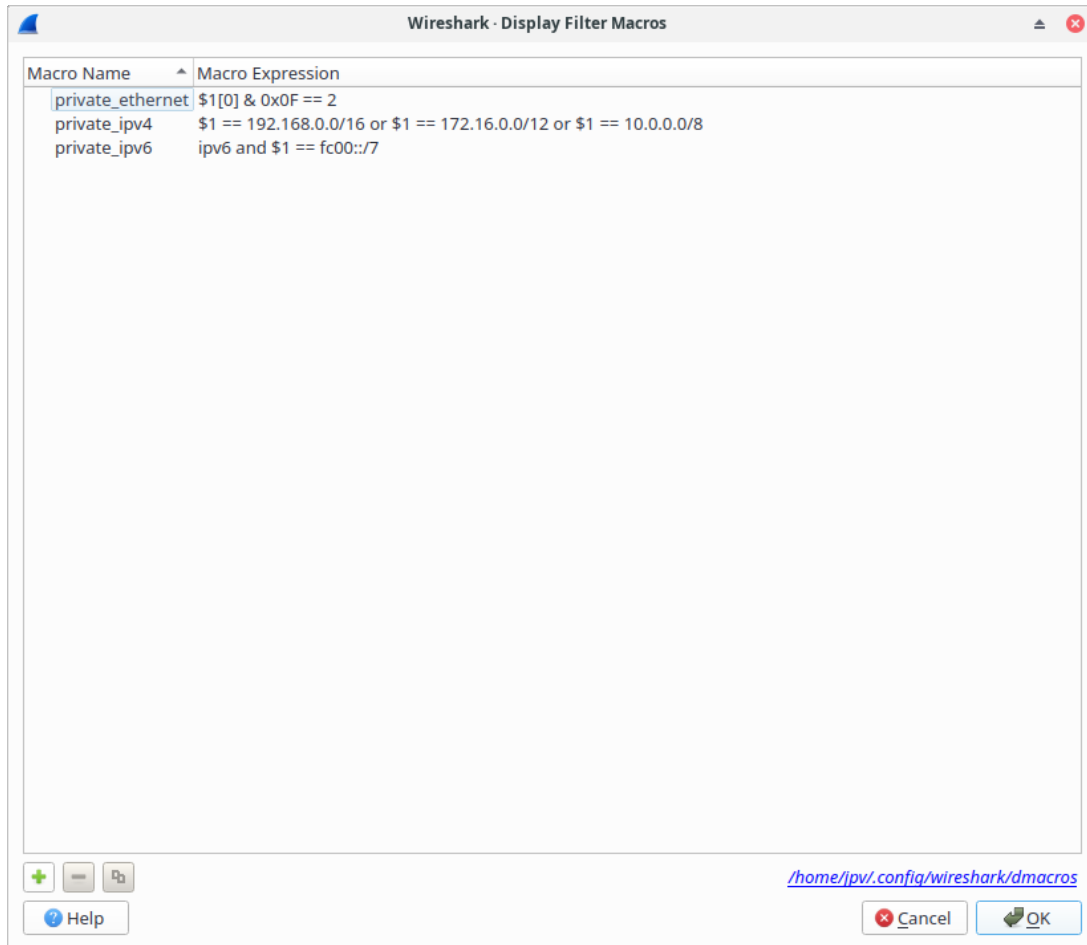 Wireshark · Display Filter Macros
Macro Name Macro Expression
private_ethernet $1[0] & 0x0F == 2
private_ipv4 $1 == 192.168.0.0/16 or $1 == 172.16.0.0/12 or $1 == 10.0.0.0/8
private_ipv6 ipv6 and $1 == fc00::/7
/home/jpv/.config/wireshark/dmacros
Help Cancel OK